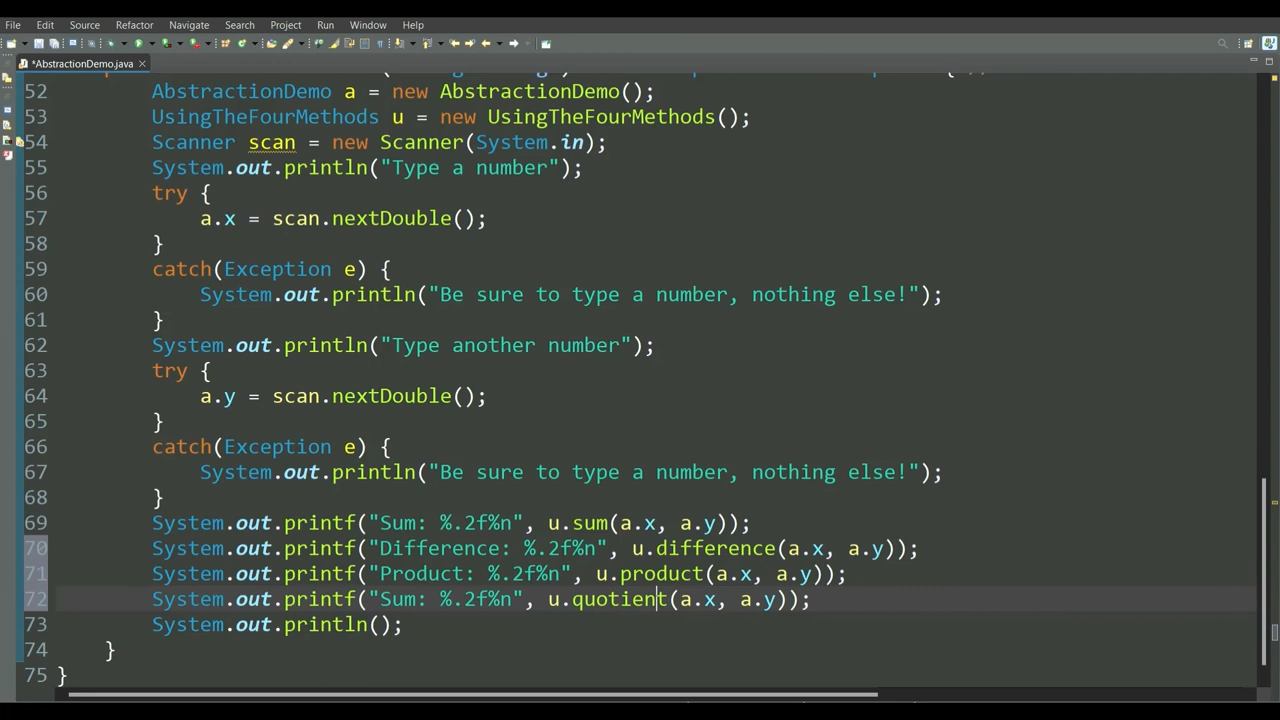 File Edit Source Refactor Navigate Search Project Run Window Help
*AbstractionDemo.java
52 AbstractionDemo a = new AbstractionDemo();
53 UsingTheFourMethods u = new UsingTheFourMethods();
54 Scanner scan = new Scanner(System.in);
55 System.out.println("Type a number");
56 try {
57 a.x = scan.nextDouble();
58 }
59 catch(Exception e) {
60 System.out.println("Be sure to type a number, nothing else!");
61 }
62 System.out.println("Type another number");
63 try {
64 a.y = scan.nextDouble();
65 }
66 catch(Exception e) {
67 System.out.println("Be sure to type a number, nothing else!");
68 }
69 System.out.printf("Sum: %.2f%n", u.sum(a.x, a.y));
70 System.out.printf("Difference: %.2f%n", u.difference(a.x, a.y));
71 System.out.printf("Product: %.2f%n", u.product(a.x, a.y));
72 System.out.printf("Sum: %.2f%n", u.quotient(a.x, a.y));
73 System.out.println();
74 }
75 }